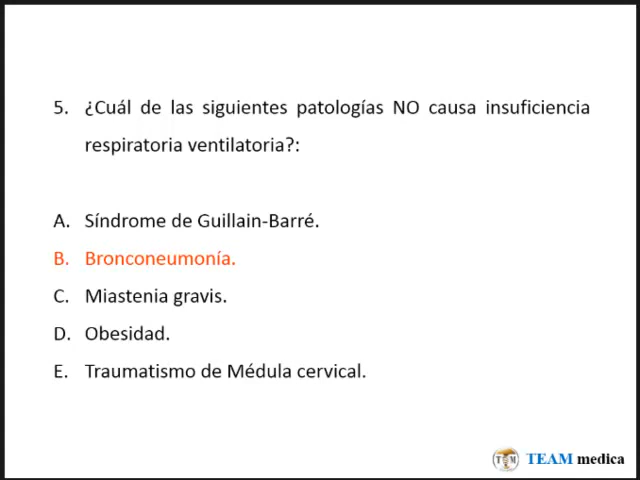 5. ¿Cuál de las siguientes patologías NO causa insuficiencia
respiratoria ventilatoria?:
A. Síndrome de Guillain-Barré.
B. Bronconeumonía.
C. Miastenia gravis.
D. Obesidad.
E. Traumatismo de Médula cervical.
TEAM medica